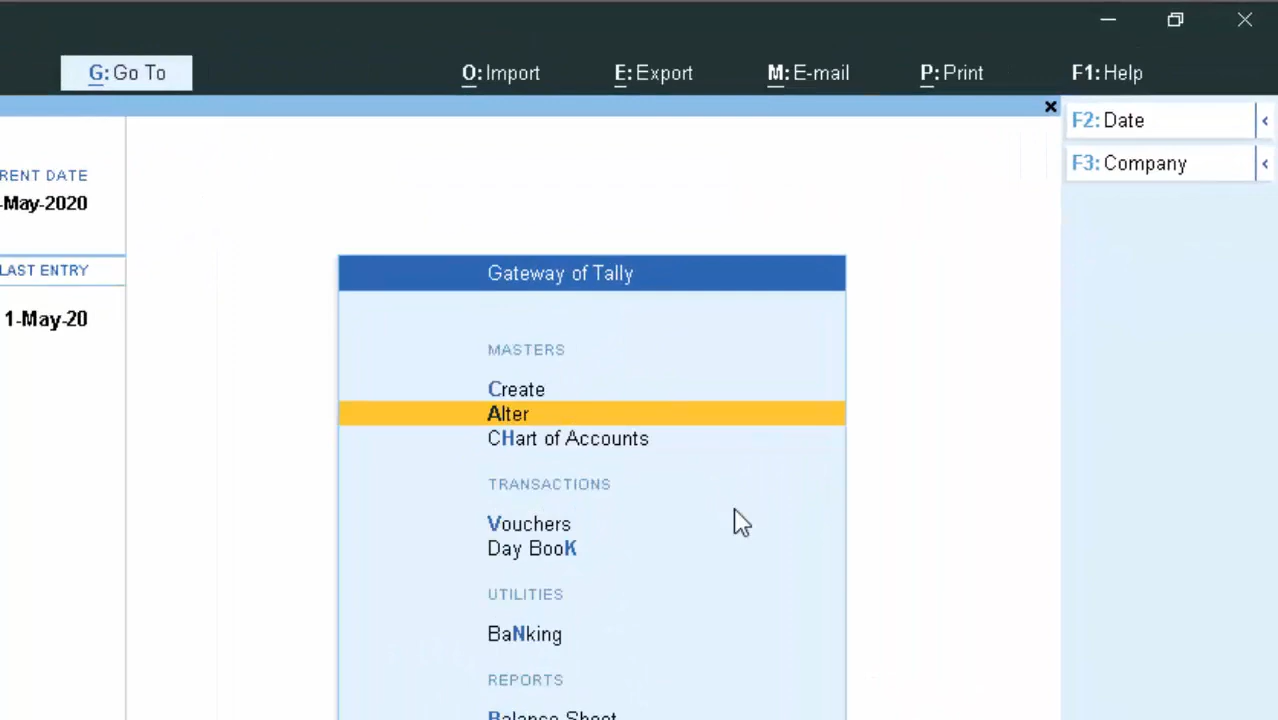 G: Go To
O: Import
E: Export
M: E-mail
P: Print
F1: Help
F2: Date
F3: Company
RENT DATE
-May-2020
LAST ENTRY
1-May-20
Gateway of Tally
MASTERS
Create
Alter
CHart of Accounts
TRANSACTIONS
Vouchers
Day BooK
UTILITIES
BaNking
REPORTS
Balance Sheet